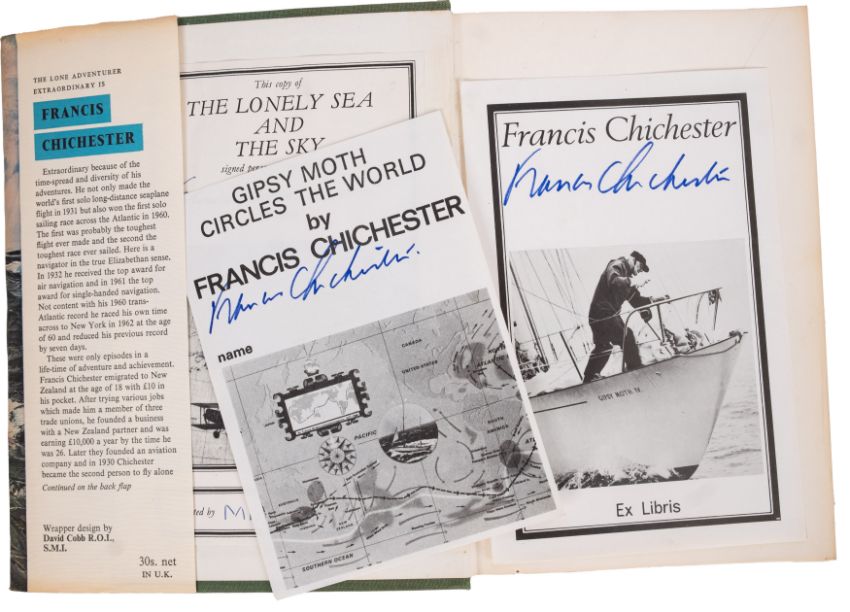 THE LONE ADVENTURER
EXTRAORDINARY IS
FRANCIS
CHICHESTER
Extraordinary because of the
time-spread and diversity of his
adventures. He not only made the
world's first solo long-distance seaplane
flight in 1931 but also won the first solo
sailing race across the Atlantic in 1960.
The first was probably the toughest
flight ever made and the second the
toughest race ever sailed. Here is a
navigator in the true Elizabethan sense.
In 1932 he received the top award for
air navigation and in 1961 the top
award for single-handed navigation.
Not content with his 1960 trans-
Atlantic record he raced his own time
across to New York in 1962 at the age
of 60 and reduced his previous record
by seven days.
These were only episodes in a
life-time of adventure and achievement.
Francis Chichester emigrated to New
Zealand at the age of 18 with £10 in
his pocket. After trying various jobs
which made him a member of three
trade unions, he founded a business
with a New Zealand partner and was
earning £10,000 a year by the time he
was 26. Later they founded an aviation
company and in 1930 Chichester
became the second person to fly alone
Continued on the back flap
Wrapper design by
David Cobb R.O.I.,
S.M.I.
30s. net
IN U.K.
This copy of
THE LONELY SEA
AND
THE SKY
signed
by
GIPSY MOTH
CIRCLES THE WORLD
by
FRANCIS CHICHESTER
Francis Chichester.
name
CANADA
UNITED STATES
ATLANTIC
PACIFIC
SOUTH
AMERICA
NEW
ZEALAND
SOUTHERN OCEAN
Francis Chichester
Francis Chichester
GIPSY MOTH IV.
Ex Libris